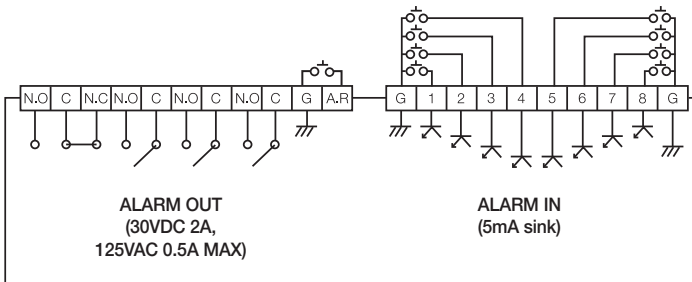 N.O C N.C N.O C N.O C N.O C G A.R
G 1 2 3 4 5 6 7 8 G
ALARM OUT
(30VDC 2A,
125VAC 0.5A MAX)
ALARM IN
(5mA sink)